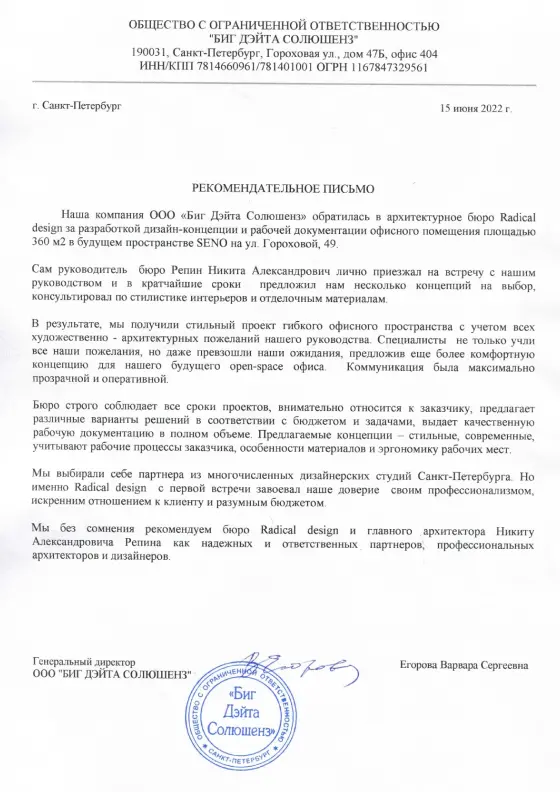 ОБЩЕСТВО С ОГРАНИЧЕННОЙ ОТВЕТСТВЕННОСТЬЮ
"БИГ ДЭЙТА СОЛЮШЕНЗ"
190031, Санкт-Петербург, Гороховая ул., дом 47Б, офис 404
ИНН/КПП 7814660961/781401001 ОГРН 1167847329561
г. Санкт-Петербург
15 июня 2022 г.
РЕКОМЕНДАТЕЛЬНОЕ ПИСЬМО
Наша компания ООО «Биг Дэйта Солюшенз» обратилась в архитектурное бюро Radical
design за разработкой дизайн-концепции и рабочей документации офисного помещения площадью
360 м2 в будущем пространстве SENO на ул. Гороховой, 49.
Сам руководитель бюро Репин Никита Александрович лично приезжал на встречу с нашим
руководством и в кратчайшие сроки предложил нам несколько концепций на выбор,
консультировал по стилистике интерьеров и отделочным материалам.
В результате, мы получили стильный проект гибкого офисного пространства с учетом всех
художественно - архитектурных пожеланий нашего руководства. Специалисты не только учли
все наши пожелания, но даже превзошли наши ожидания, предложив еще более комфортную
концепцию для нашего будущего open-space офиса. Коммуникация была максимально
прозрачной и оперативной.
Бюро строго соблюдает все сроки проектов, внимательно относится к заказчику, предлагает
различные варианты решений в соответствии с бюджетом и задачами, выдает качественную
рабочую документацию в полном объеме. Предлагаемые концепции – стильные, современные,
учитывают рабочие процессы заказчика, особенности материалов и эргономику рабочих мест.
Мы выбирали себе партнера из многочисленных дизайнерских студий Санкт-Петербурга. Но
именно Radical design с первой встречи завоевал наше доверие своим профессионализмом,
искренним отношением к клиенту и разумным бюджетом.
Мы без сомнения рекомендуем бюро Radical design и главного архитектора Никиту
Александровича Репина как надежных и ответственных партнеров, профессиональных
архитекторов и дизайнеров.
Генеральный директор
ООО "БИГ ДЭЙТА СОЛЮШЕНЗ"
В Егорова
Егорова Варвара Сергеевна
ОБЩЕСТВО С ОГРАНИЧЕННОЙ ОТВЕТСТВЕННОСТЬЮ
«Биг
Дэйта
Солюшенз»
САНКТ-ПЕТЕРБУРГ